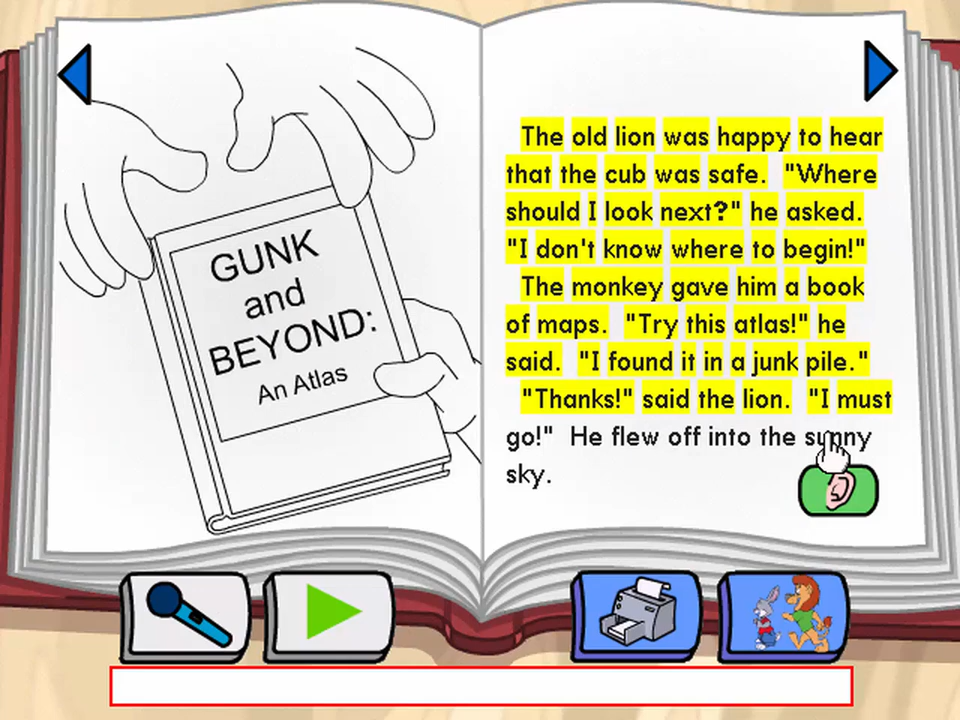 GUNK
and
BEYOND:
An Atlas
The old lion was happy to hear
that the cub was safe.  "Where
should I look next?" he asked.
"I don't know where to begin!"
The monkey gave him a book
of maps.  "Try this atlas!" he
said.  "I found it in a junk pile."
"Thanks!" said the lion.  "I must
go!"  He flew off into the sunny
sky.